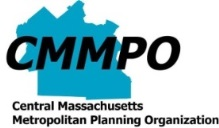 CMMPO
Central Massachusetts
Metropolitan Planning Organization